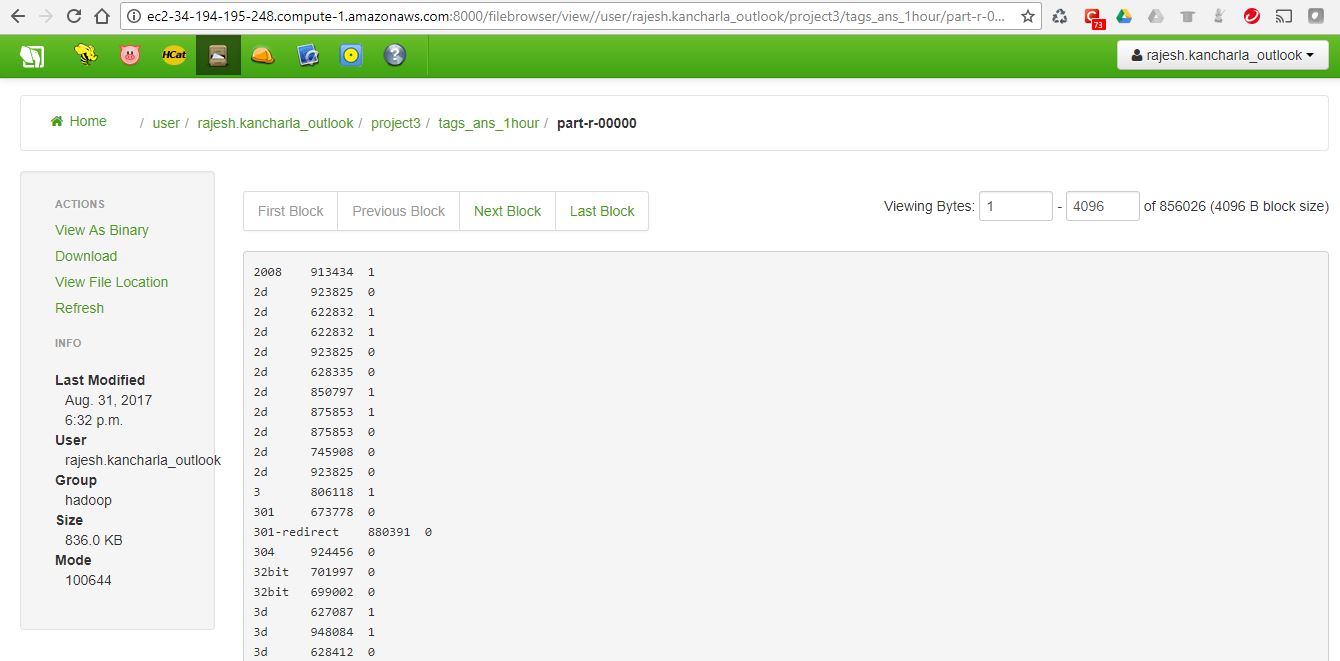 ec2-34-194-195-248.compute-1.amazonaws.com:8000/filebrowser/view//user/rajesh.kancharla_outlook/project3/tags_ans_1hour/part-r-0...
73
HCat
rajesh.kancharla_outlook
Home / user / rajesh.kancharla_outlook / project3 / tags_ans_1hour / part-r-00000
ACTIONS
View As Binary
Download
View File Location
Refresh
INFO
Last Modified
Aug. 31, 2017
6:32 p.m.
User
rajesh.kancharla_outlook
Group
hadoop
Size
836.0 KB
Mode
100644
First Block Previous Block Next Block Last Block
Viewing Bytes: 1 - 4096 of 856026 (4096 B block size)
2008 913434 1
2d 923825 0
2d 622832 1
2d 622832 1
2d 923825 0
2d 628335 0
2d 850797 1
2d 875853 1
2d 875853 0
2d 745908 0
2d 923825 0
3 806118 1
301 673778 0
301-redirect 880391 0
304 924456 0
32bit 701997 0
32bit 699002 0
3d 627087 1
3d 948084 1
3d 628412 0